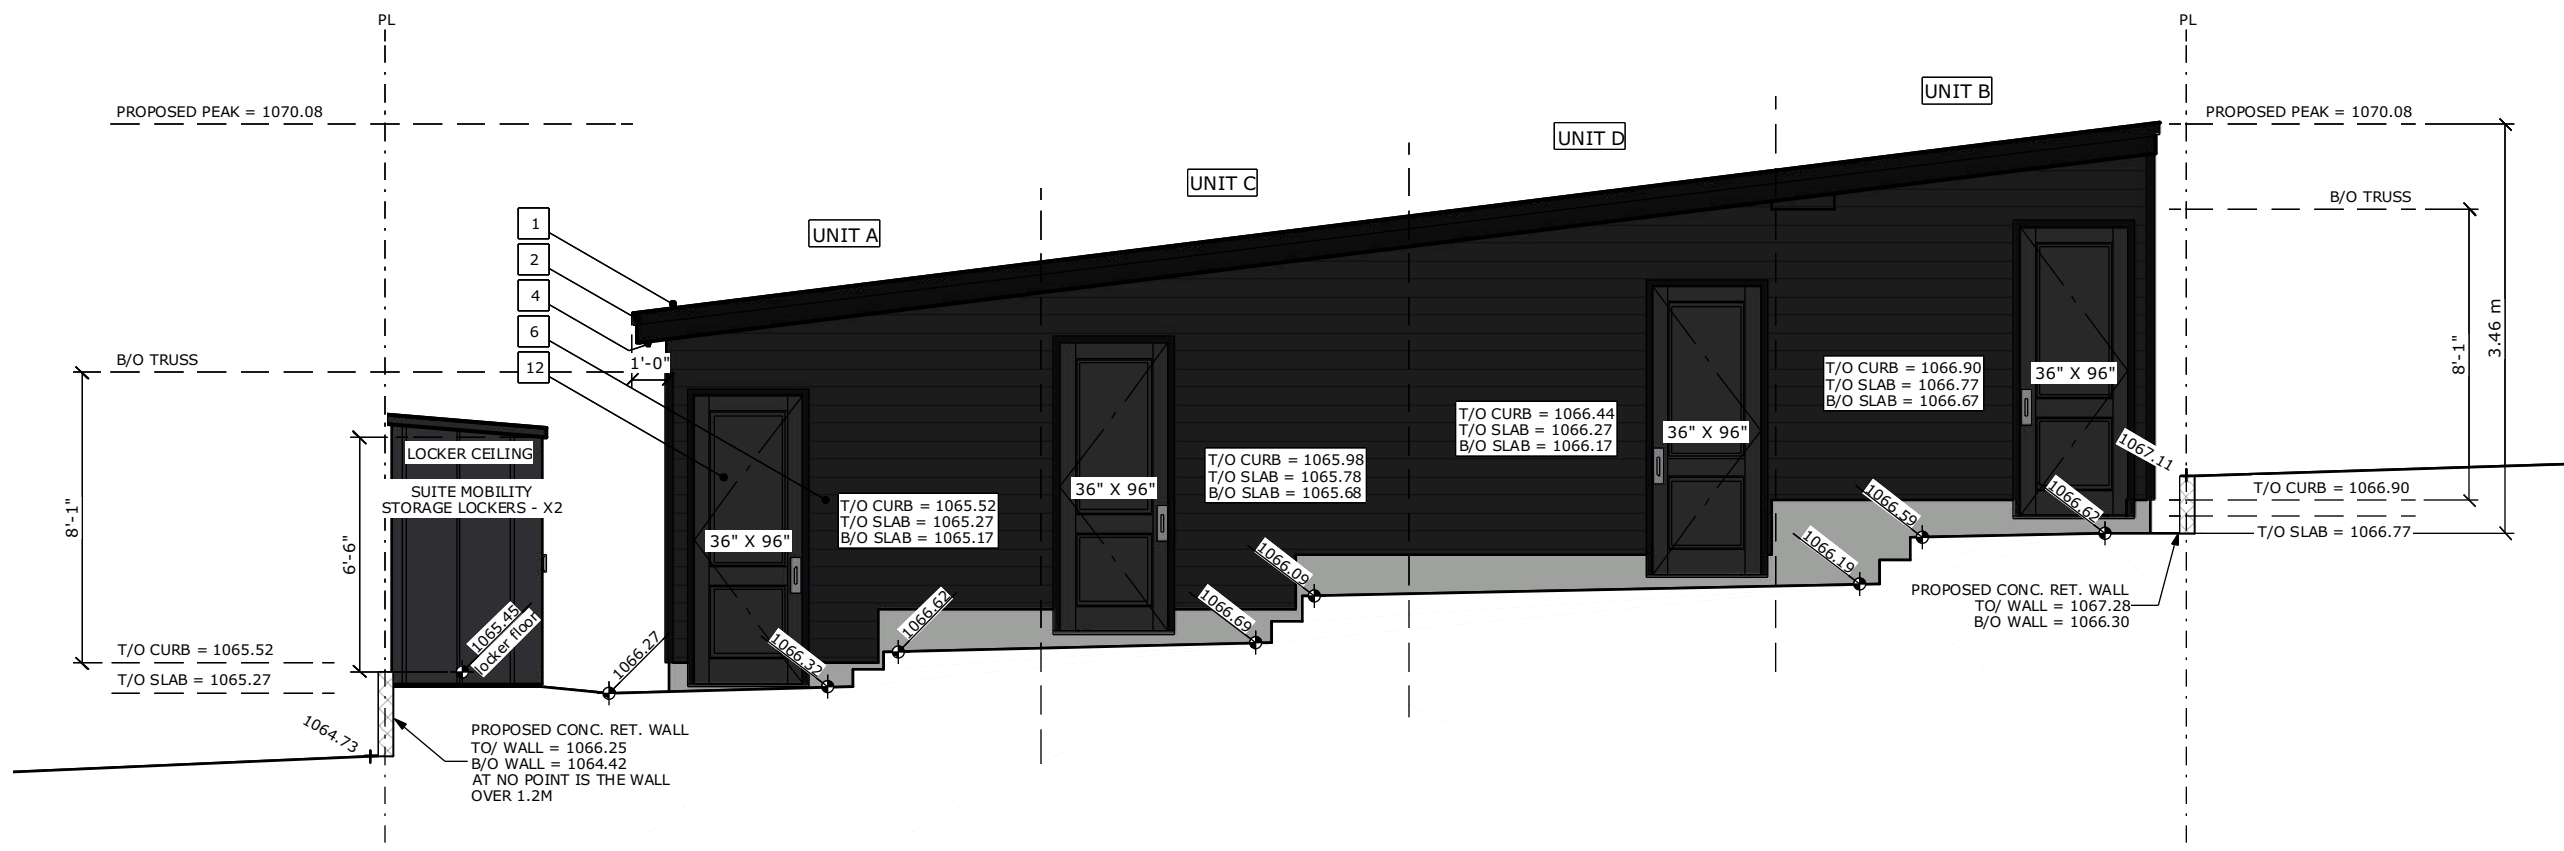 PL
PL
UNIT B
PROPOSED PEAK = 1070.08
PROPOSED PEAK = 1070.08
UNIT D
UNIT C
B/O TRUSS
1
UNIT A
2
4
6
12
1'-0"
B/O TRUSS
8'-1"
3.46 m
T/O CURB = 1066.90
T/O SLAB = 1066.77
B/O SLAB = 1066.67
36" X 96"
T/O CURB = 1066.44
T/O SLAB = 1066.27
B/O SLAB = 1066.17
36" X 96"
1067.11
LOCKER CEILING
T/O CURB = 1065.98
T/O SLAB = 1065.78
B/O SLAB = 1065.68
36" X 96"
SUITE MOBILITY
STORAGE LOCKERS - X2
T/O CURB = 1066.90
1066.59
1066.62
8'-1"
6'-6"
T/O CURB = 1065.52
T/O SLAB = 1065.27
B/O SLAB = 1065.17
36" X 96"
T/O SLAB = 1066.77
1066.09
1066.19
PROPOSED CONC. RET. WALL
TO/ WALL = 1067.28
B/O WALL = 1066.30
1066.62
1066.69
1065.45
locker floor
T/O CURB = 1065.52
1066.27
1066.32
T/O SLAB = 1065.27
1064.73
PROPOSED CONC. RET. WALL
TO/ WALL = 1066.25
B/O WALL = 1064.42
AT NO POINT IS THE WALL
OVER 1.2M